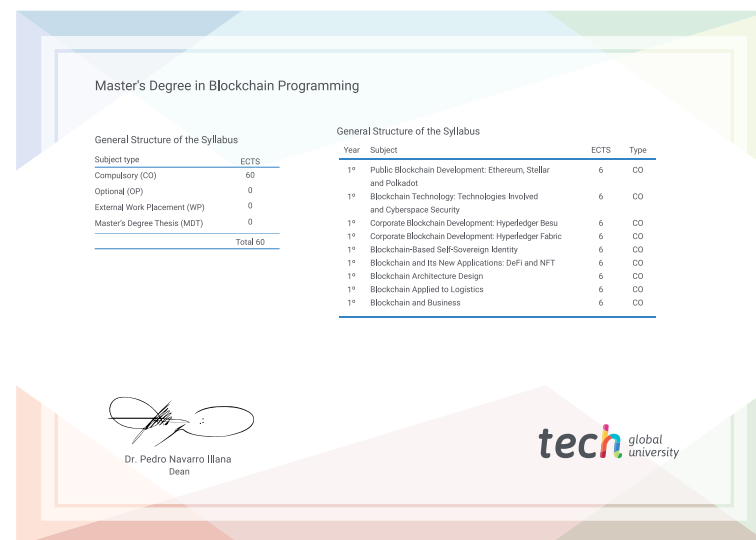 Master's Degree in Blockchain Programming
General Structure of the Syllabus
Subject type ECTS
Compulsory (CO) 60
Optional (OP) 0
External Work Placement (WP) 0
Master's Degree Thesis (MDT) 0
Total 60
General Structure of the Syllabus
Year Subject ECTS Type
1º Public Blockchain Development: Ethereum, Stellar 6 CO
and Polkadot
1º Blockchain Technology: Technologies Involved 6 CO
and Cyberspace Security
1º Corporate Blockchain Development: Hyperledger Besu 6 CO
1º Corporate Blockchain Development: Hyperledger Fabric 6 CO
1º Blockchain-Based Self-Sovereign Identity 6 CO
1º Blockchain and Its New Applications: DeFi and NFT 6 CO
1º Blockchain Architecture Design 6 CO
1º Blockchain Applied to Logistics 6 CO
1º Blockchain and Business 6 CO
Dr. Pedro Navarro Illana
Dean
tech global
university